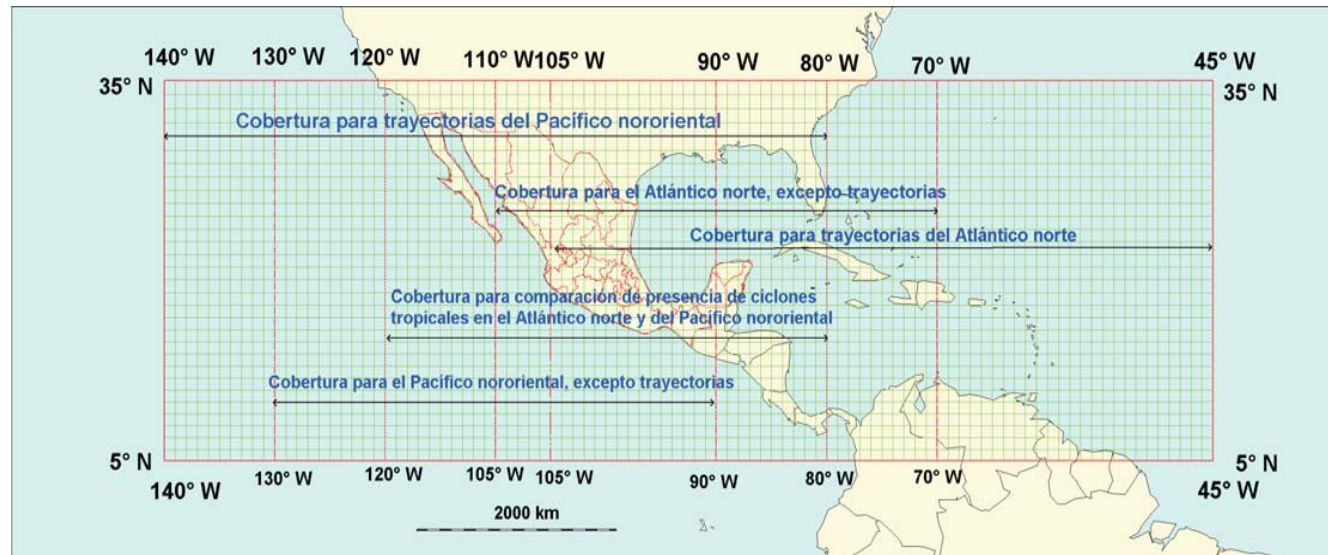 140° W 130° W 120° W 110° W 105° W 90° W 80° W 70° W 45° W
35° N 35° N
Cobertura para trayectorias del Pacífico nororiental
Cobertura para el Atlántico norte, excepto trayectorias
Cobertura para trayectorias del Atlántico norte
Cobertura para comparación de presencia de ciclones
tropicales en el Atlántico norte y del Pacífico nororiental
Cobertura para el Pacífico nororiental, excepto trayectorias
5° N 5° N
140° W 130° W 120° W 105° W 105° W 90° W 80° W 70° W 45° W
2000 km